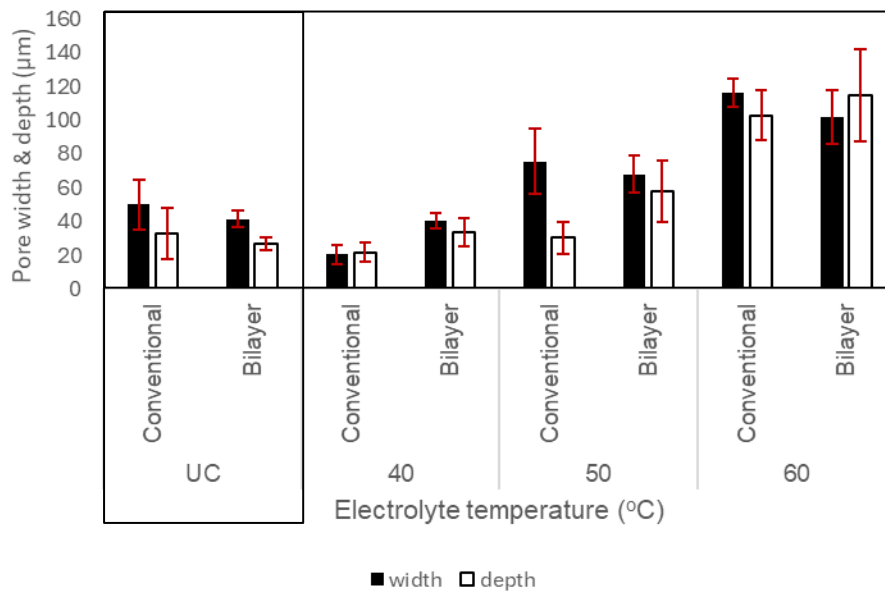 Pore width & depth (µm)
160
140
120
100
80
60
40
20
0
Conventional
Bilayer
Conventional
Bilayer
Conventional
Bilayer
Conventional
Bilayer
UC
40
50
60
Electrolyte temperature (°C)
width
depth